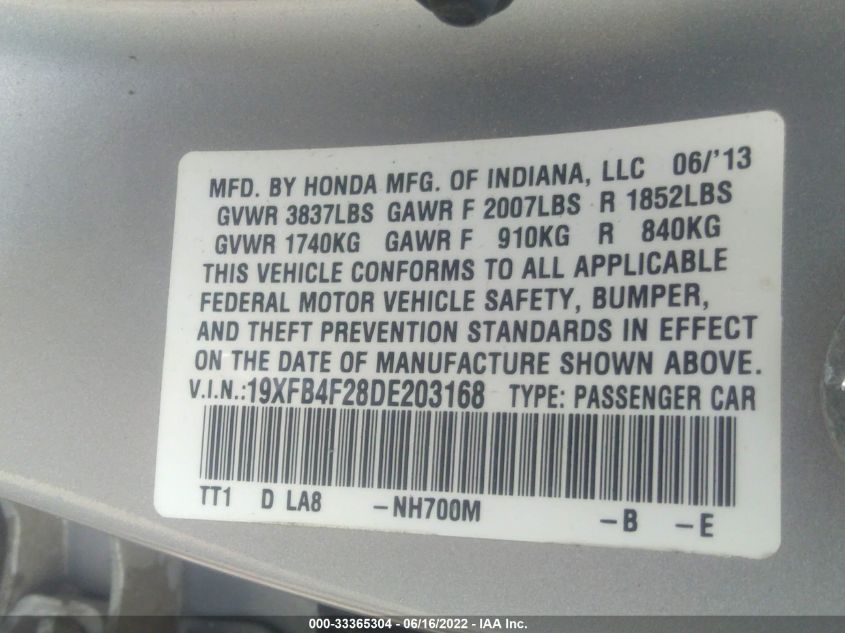 MFD. BY HONDA MFG. OF INDIANA, LLC 06/'13
GVWR 3837LBS GAWR F 2007LBS R 1852LBS
GVWR 1740KG GAWR F 910KG R 840KG
THIS VEHICLE CONFORMS TO ALL APPLICABLE
FEDERAL MOTOR VEHICLE SAFETY, BUMPER,
AND THEFT PREVENTION STANDARDS IN EFFECT
ON THE DATE OF MANUFACTURE SHOWN ABOVE.
V.I.N.:19XFB4F28DE203168 TYPE: PASSENGER CAR
TT1 D LA8 -NH700M -B -E
000-33365304 - 06/16/2022 - IAA Inc.